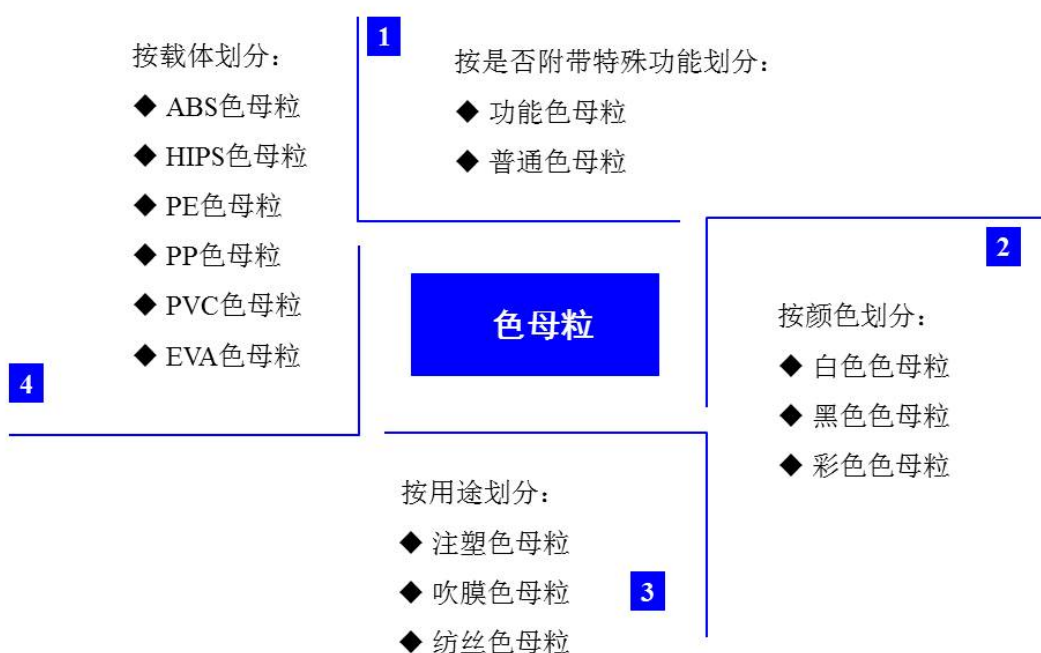 1
按是否附带特殊功能划分：
◆ 功能色母粒
◆ 普通色母粒
2
按颜色划分：
◆ 白色色母粒
◆ 黑色色母粒
◆ 彩色色母粒
色母粒
3
按用途划分：
◆ 注塑色母粒
◆ 吹膜色母粒
◆ 纺丝色母粒
4
按载体划分：
◆ ABS色母粒
◆ HIPS色母粒
◆ PE色母粒
◆ PP色母粒
◆ PVC色母粒
◆ EVA色母粒